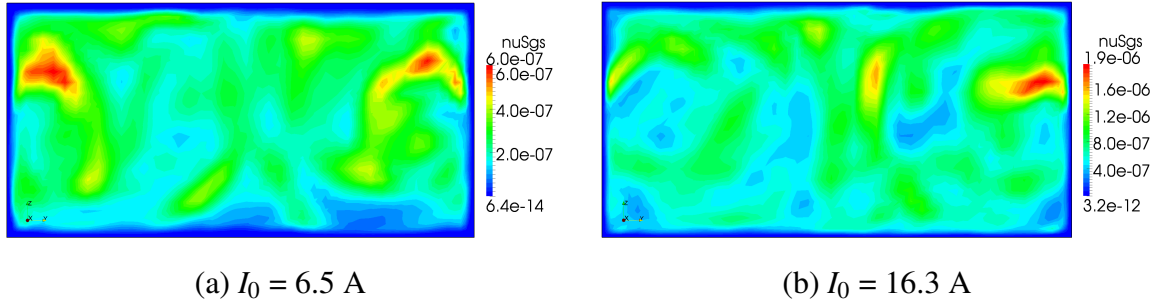 nuSgs
6.0e-07
6.0e-07
4.0e-07
2.0e-07
6.4e-14
nuSgs
1.9e-06
1.6e-06
1.2e-06
8.0e-07
4.0e-07
3.2e-12
Z
X Y
Z
X Y
(a) I₀ = 6.5 A
(b) I₀ = 16.3 A